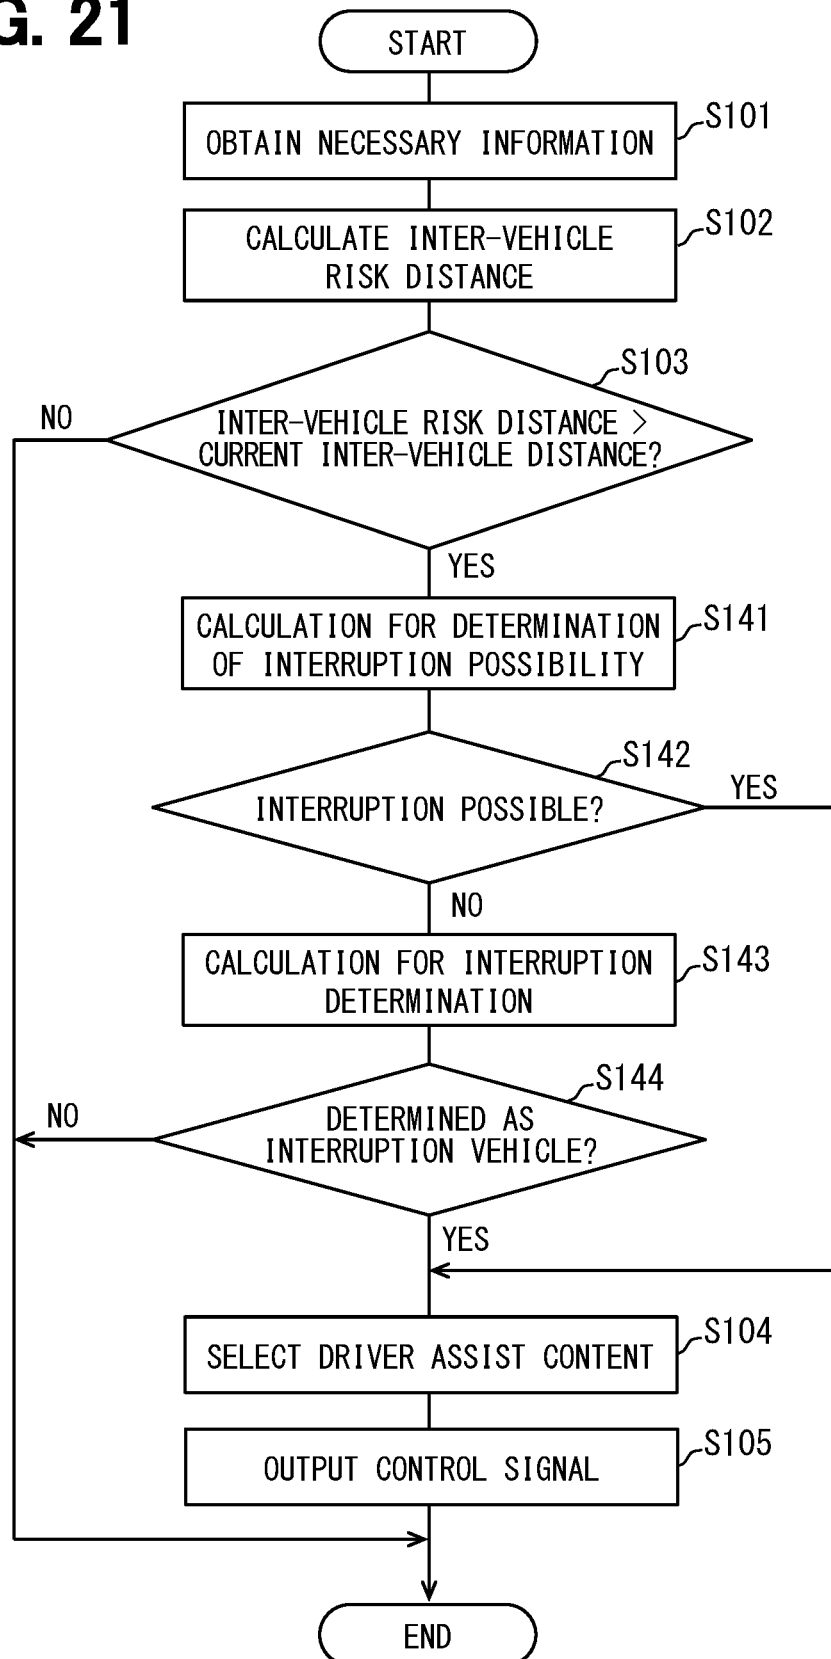 G. 21
START
S101
OBTAIN NECESSARY INFORMATION
S102
CALCULATE INTER-VEHICLE
RISK DISTANCE
S103
NO
INTER-VEHICLE RISK DISTANCE >
CURRENT INTER-VEHICLE DISTANCE?
YES
S141
CALCULATION FOR DETERMINATION
OF INTERRUPTION POSSIBILITY
S142
YES
INTERRUPTION POSSIBLE?
NO
S143
CALCULATION FOR INTERRUPTION
DETERMINATION
S144
NO
DETERMINED AS
INTERRUPTION VEHICLE?
YES
S104
SELECT DRIVER ASSIST CONTENT
S105
OUTPUT CONTROL SIGNAL
END